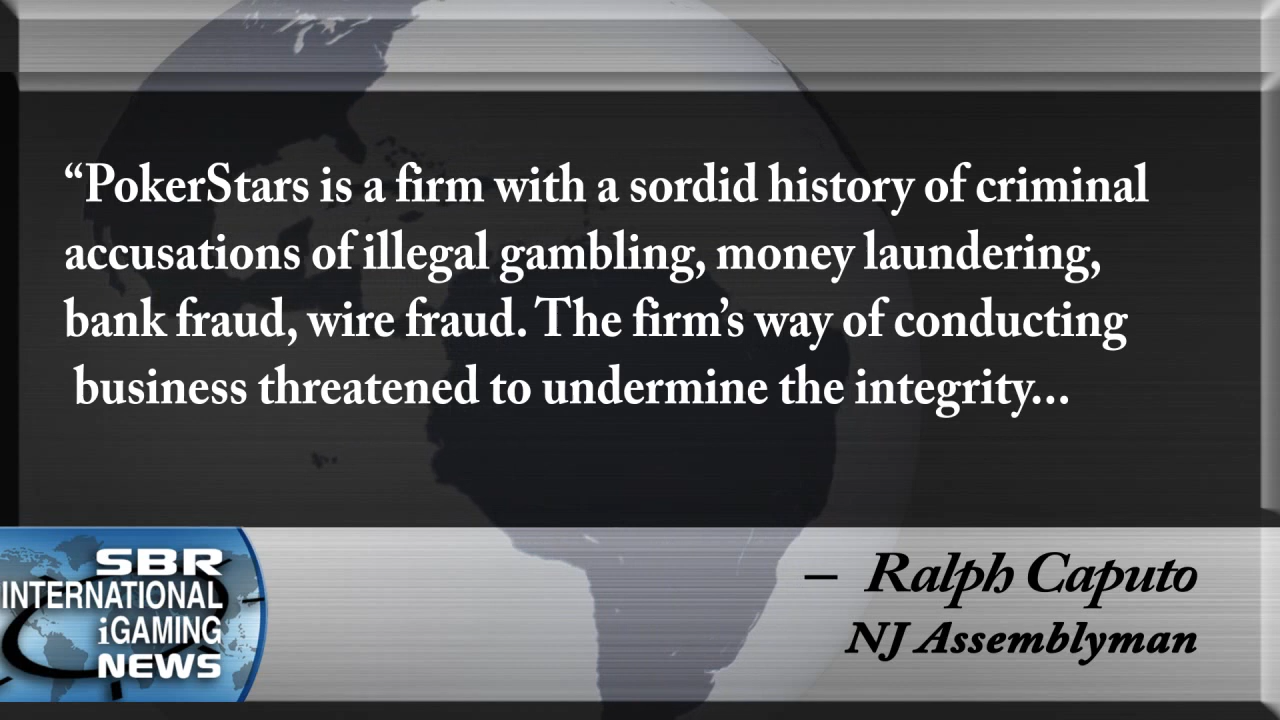 “PokerStars is a firm with a sordid history of criminal
accusations of illegal gambling, money laundering,
bank fraud, wire fraud. The firm’s way of conducting
business threatened to undermine the integrity...
– Ralph Caputo
NJ Assemblyman
SBR
INTERNATIONAL
iGAMING
NEWS